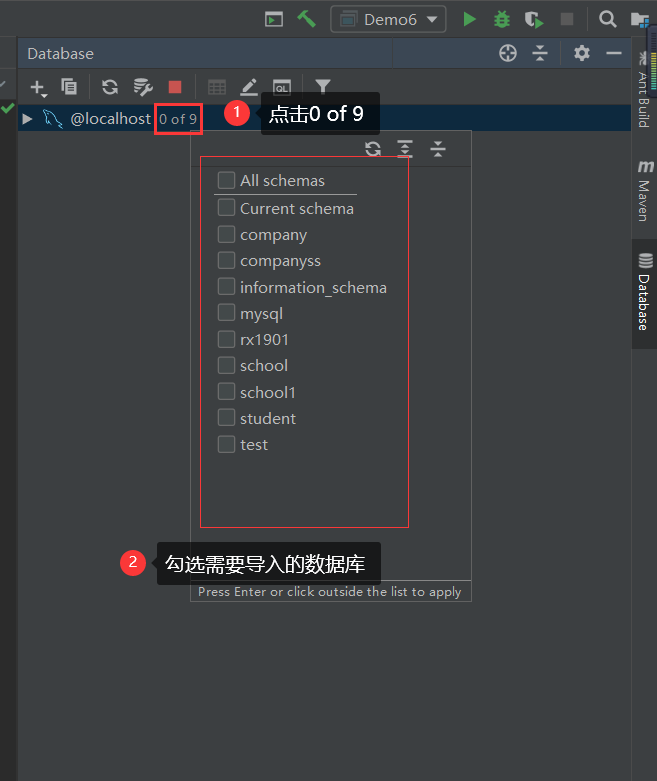 Demo6
Database
QL
@localhost 0 of 9
1 点击0 of 9
All schemas
Current schema
company
companyss
information_schema
mysql
rx1901
school
school1
student
test
2 勾选需要导入的数据库
Press Enter or click outside the list to apply
Ant Build
m
Maven
Database